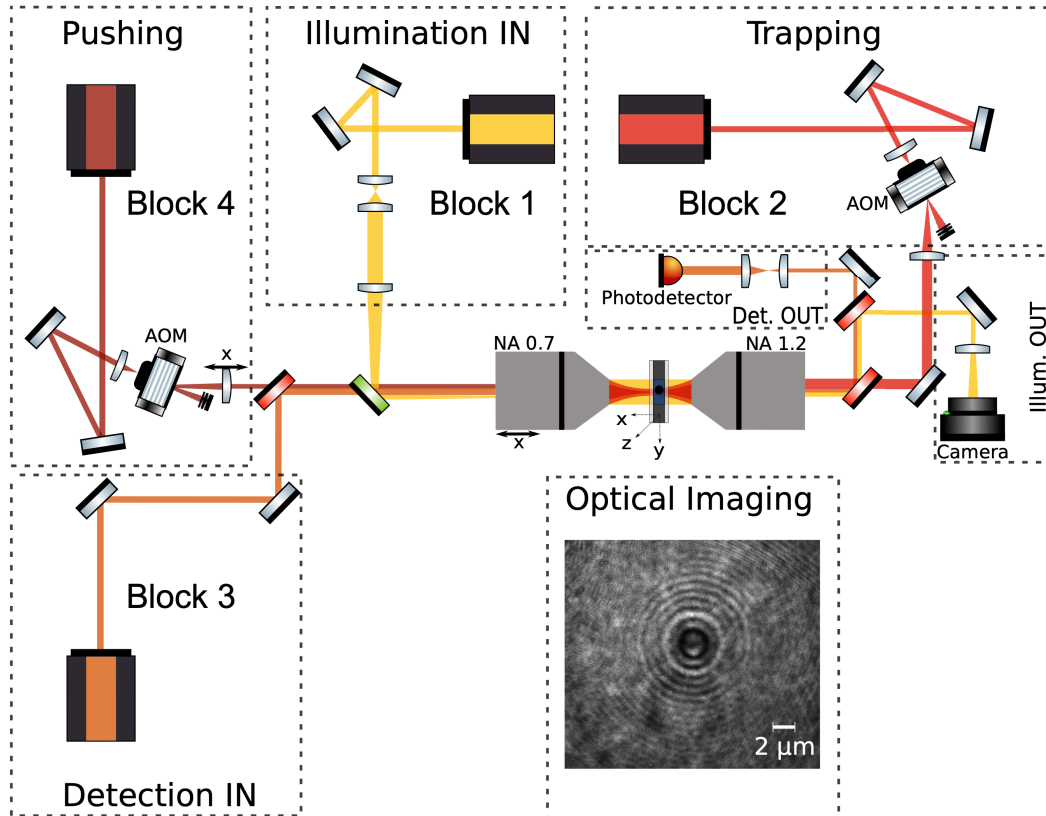 Pushing
Illumination IN
Trapping
Block 4
Block 1
Block 2
AOM
AOM
x
Photodetector
Det. OUT
Illum. OUT
NA 0.7
NA 1.2
x
x
z
y
Camera
Optical Imaging
Block 3
2 μm
Detection IN